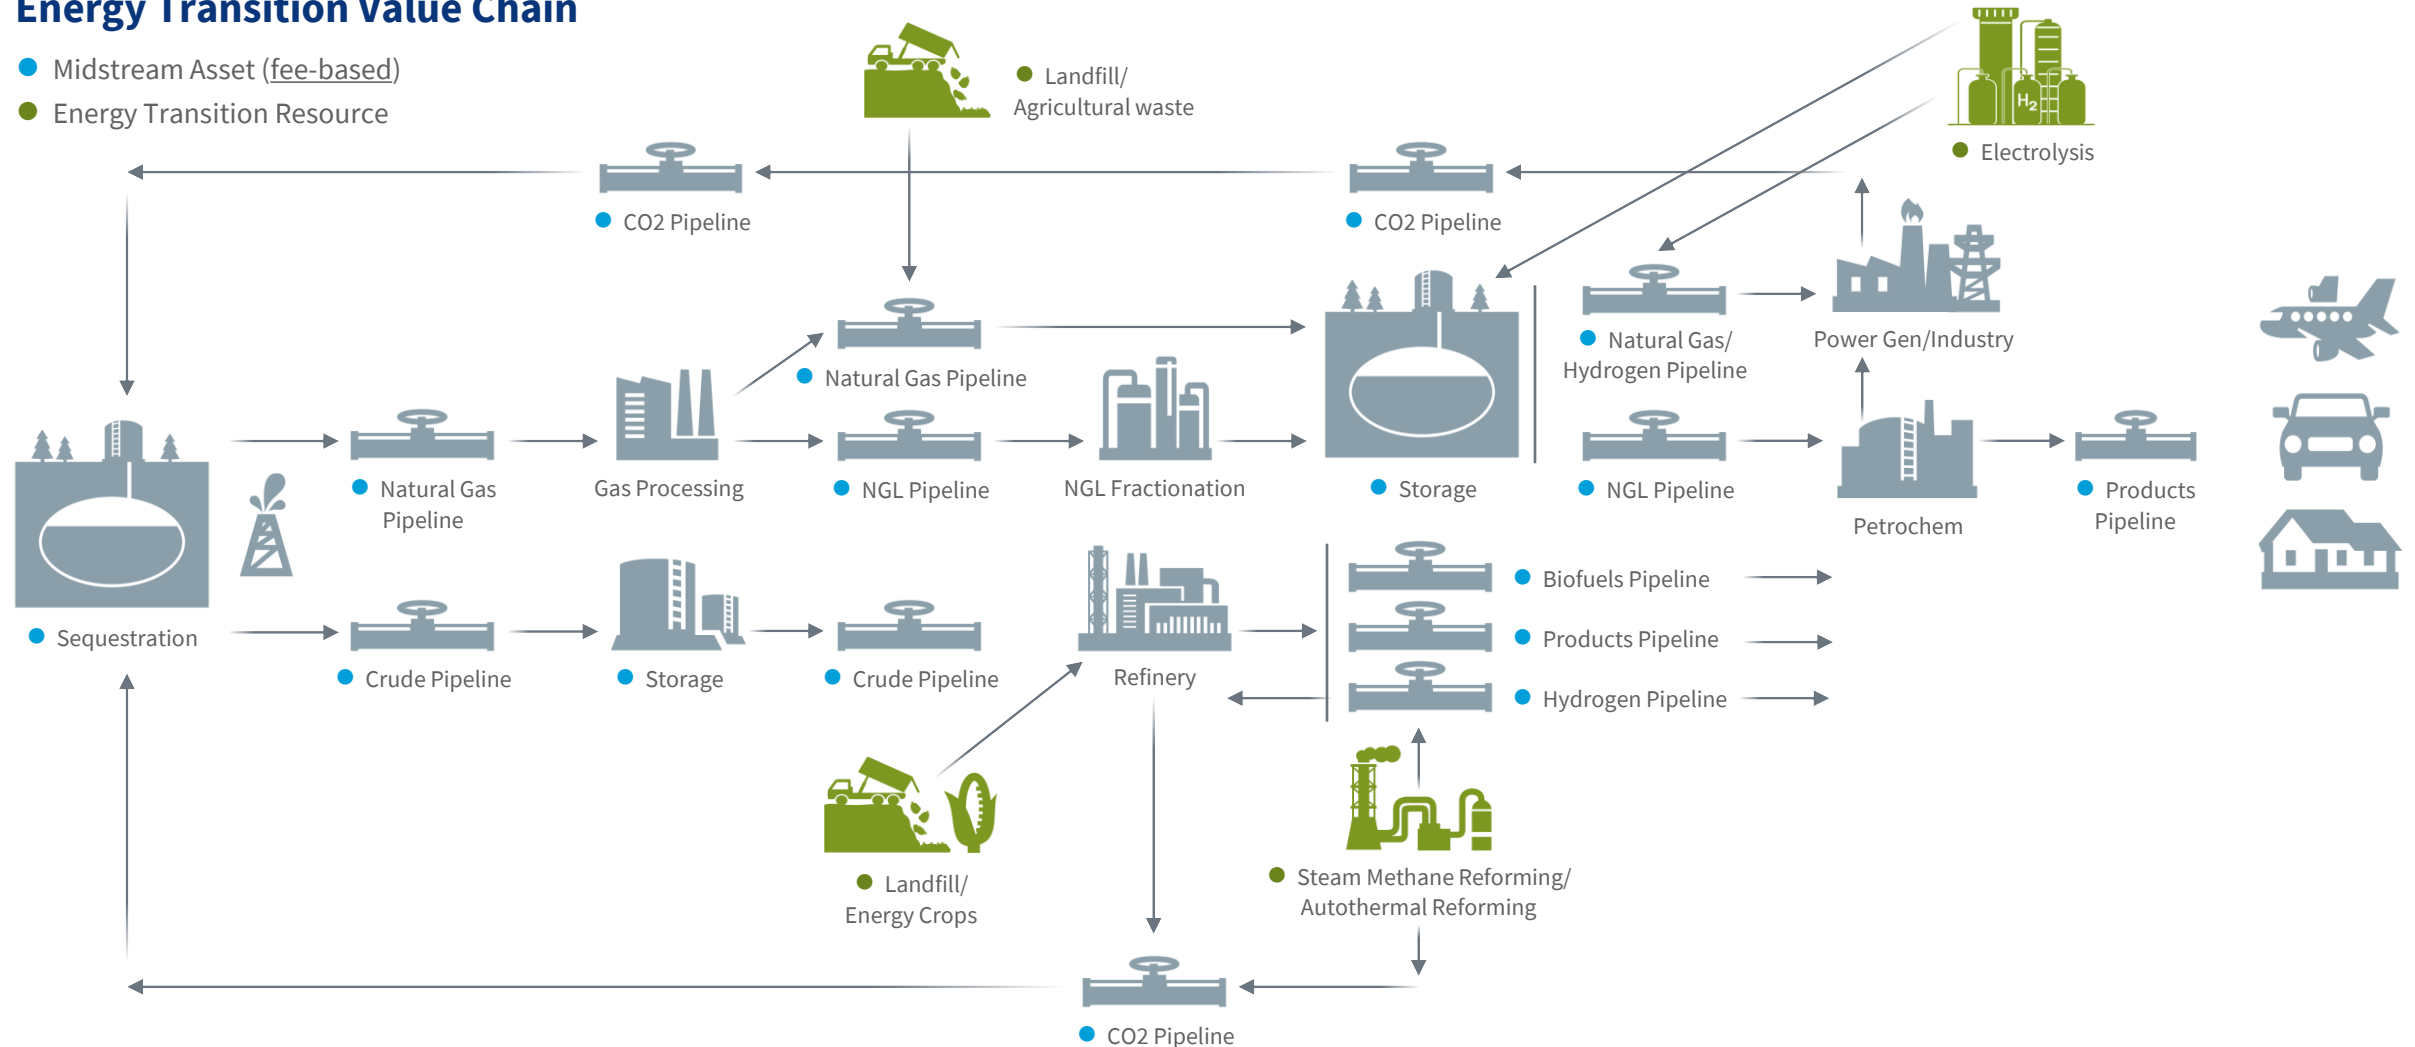 Energy Transition Value Chain
Midstream Asset (fee-based)
Energy Transition Resource
Landfill/
Agricultural waste
H2
Electrolysis
CO2 Pipeline
CO2 Pipeline
Natural Gas Pipeline
Natural Gas/
Hydrogen Pipeline
Power Gen/Industry
Sequestration
Natural Gas
Pipeline
Gas Processing
NGL Pipeline
NGL Fractionation
Storage
NGL Pipeline
Petrochem
Products
Pipeline
Crude Pipeline
Storage
Crude Pipeline
Refinery
Biofuels Pipeline
Products Pipeline
Hydrogen Pipeline
Landfill/
Energy Crops
Steam Methane Reforming/
Autothermal Reforming
CO2 Pipeline